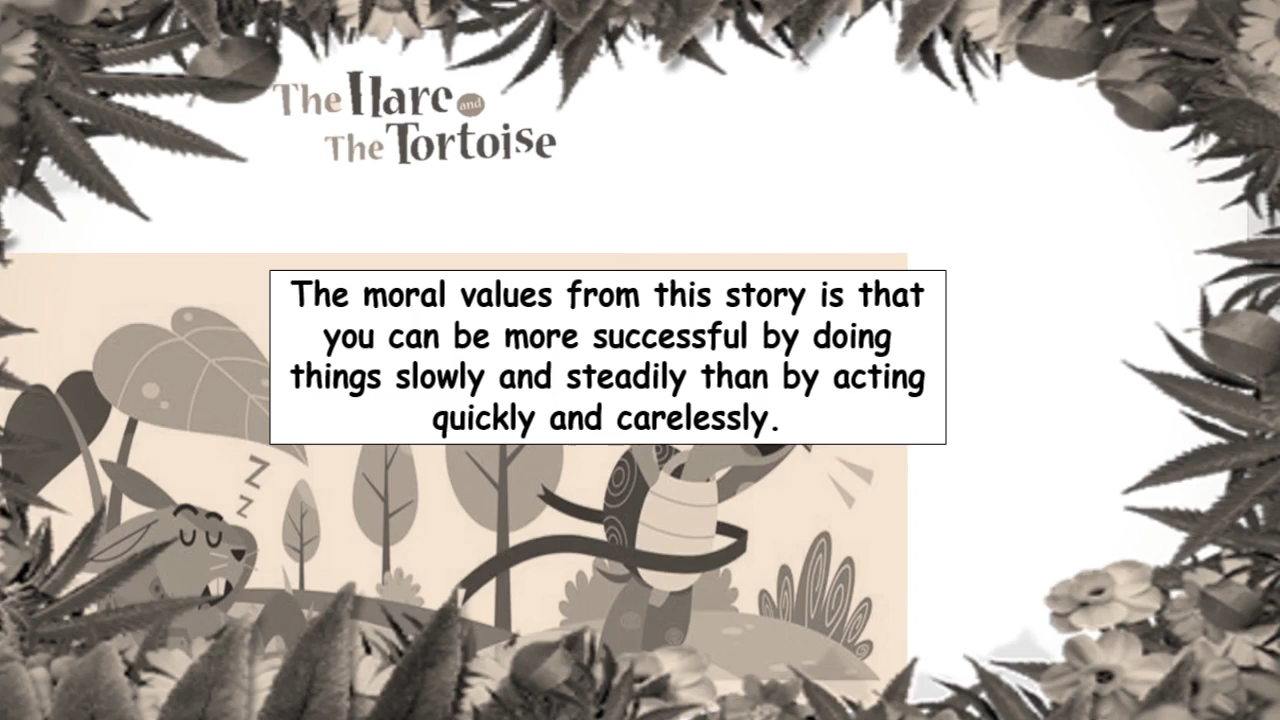 The Hare and
The Tortoise
The moral values from this story is that
you can be more successful by doing
things slowly and steadily than by acting
quickly and carelessly.
Z
Z